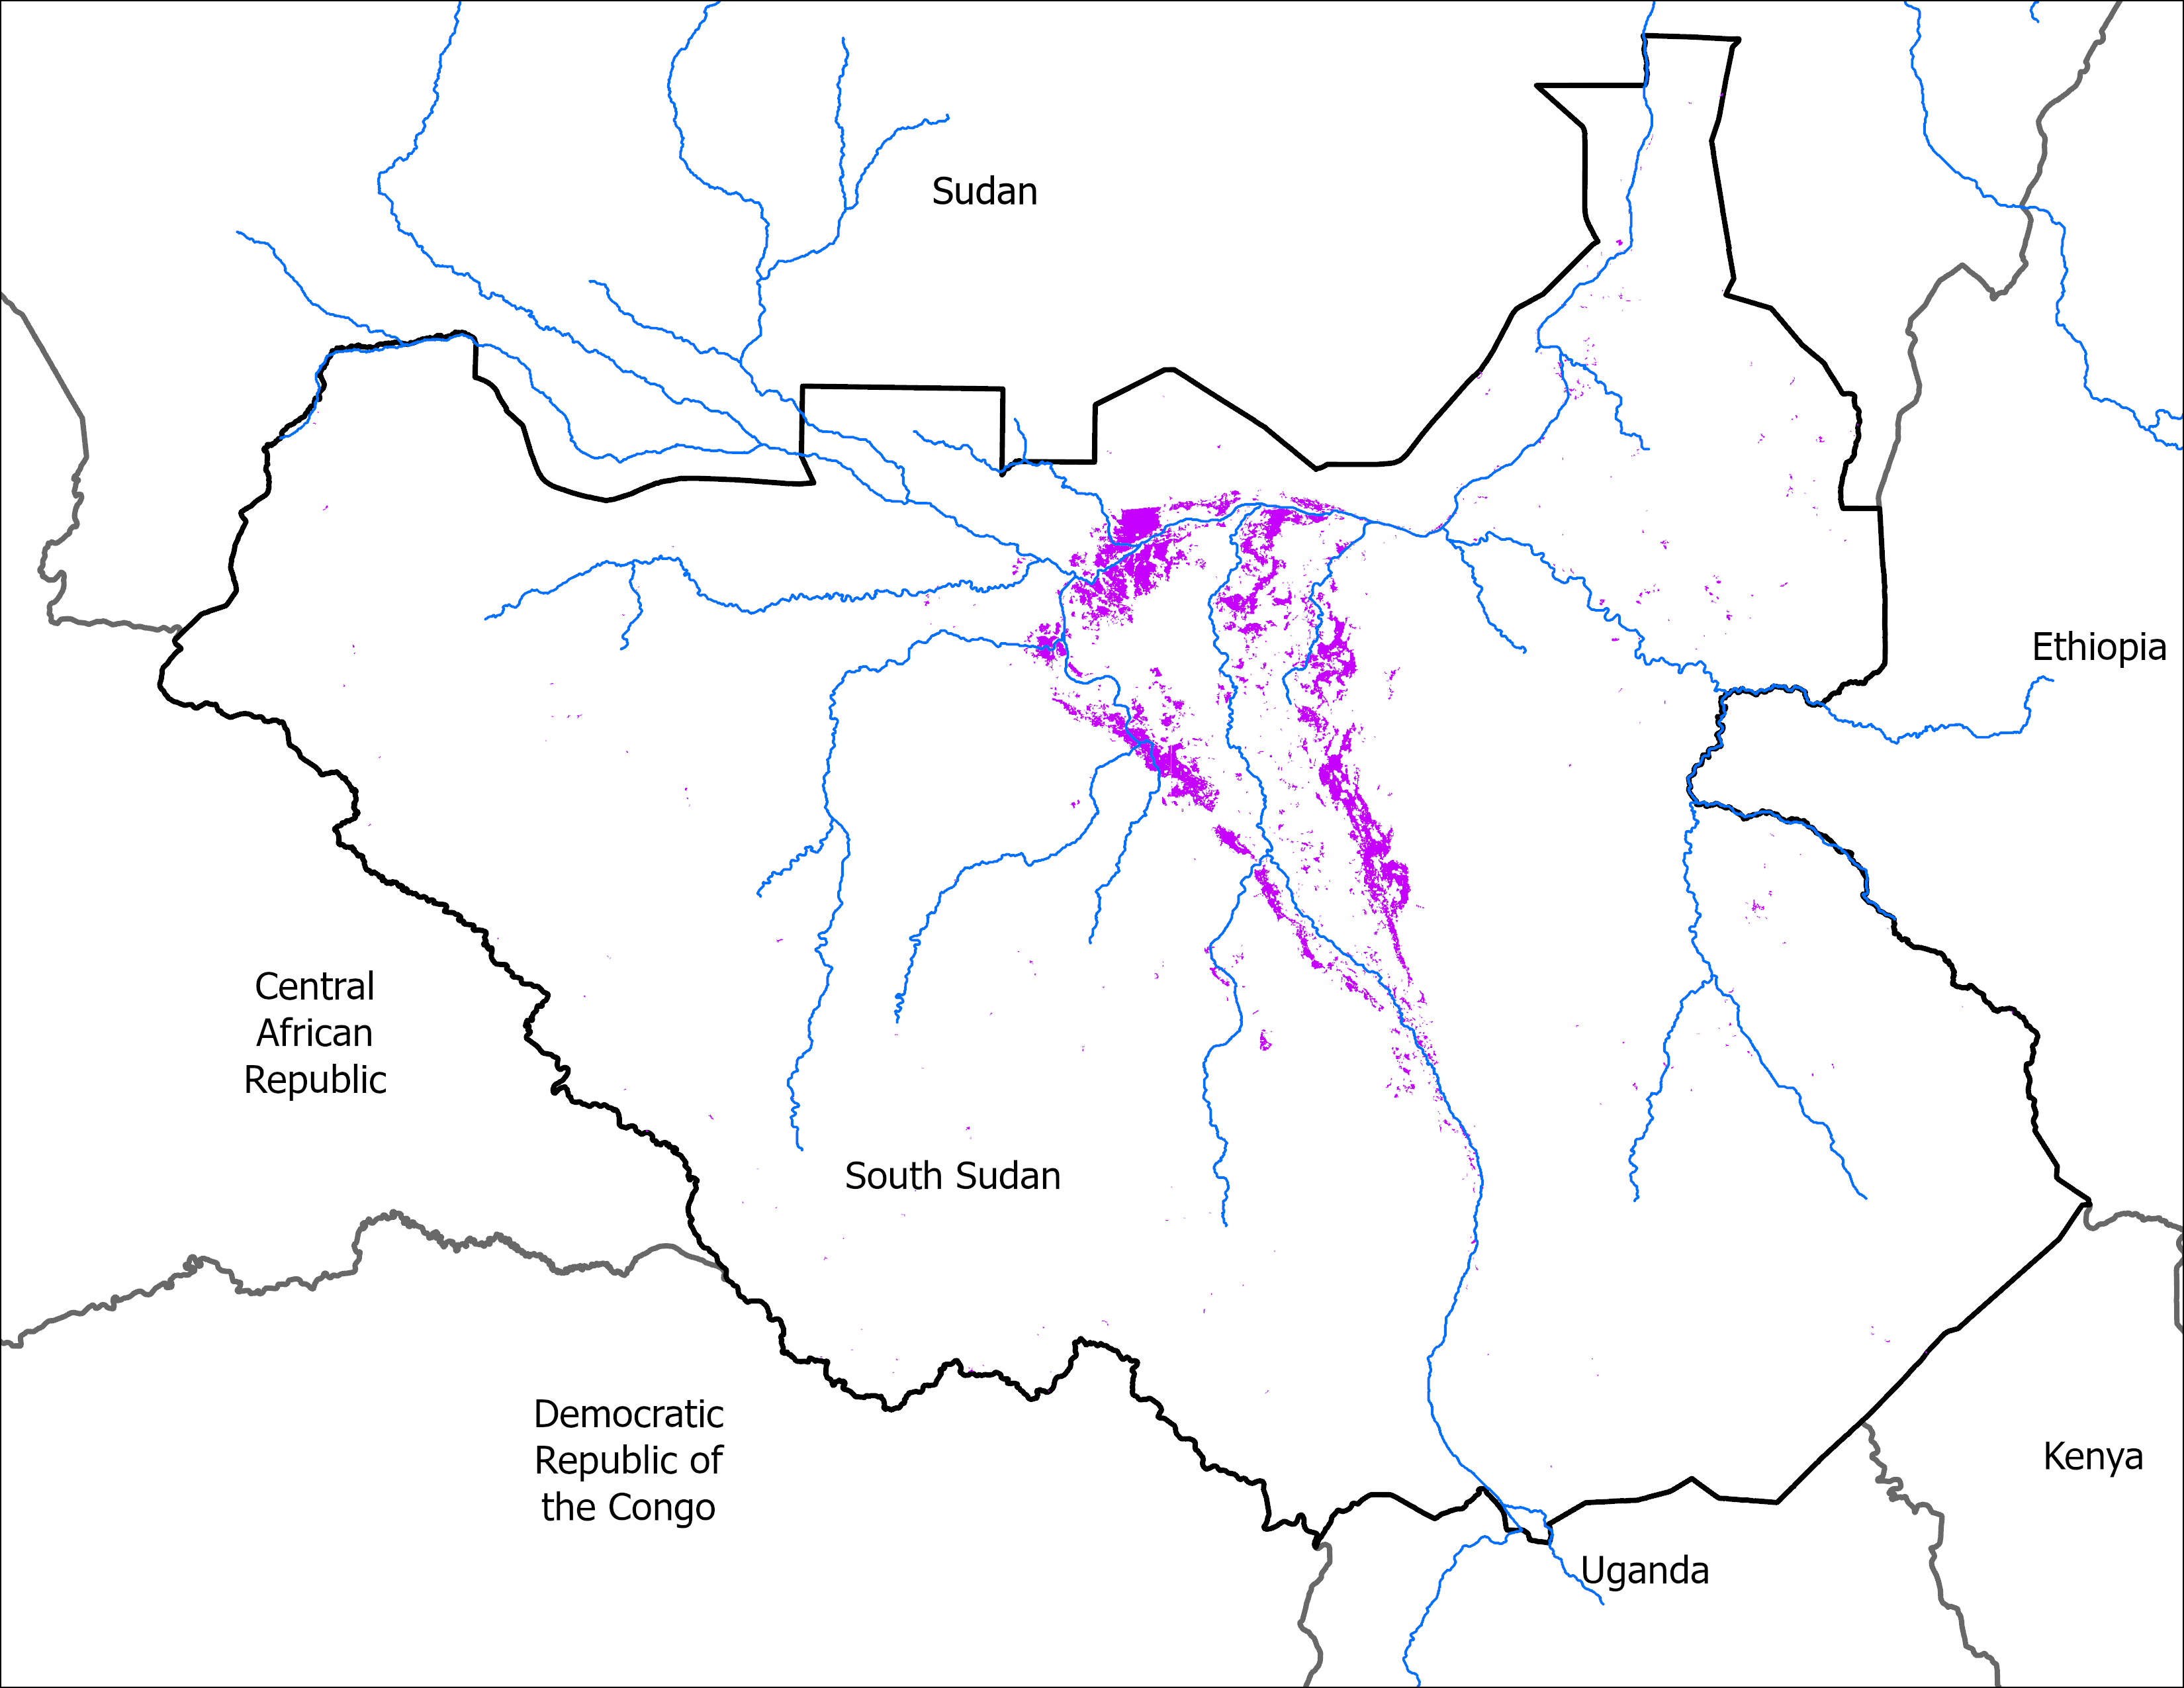 Sudan
Ethiopia
Central
African
Republic
South Sudan
Democratic
Republic of
the Congo
Kenya
Uganda